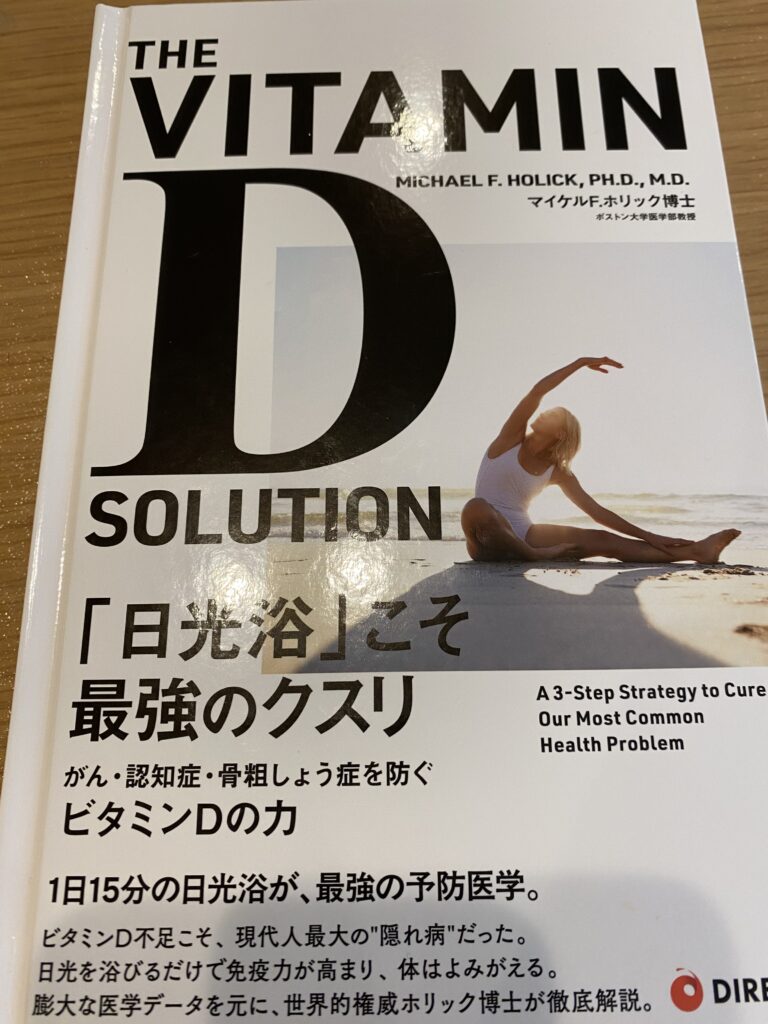 THE
VITAMIN
D
MICHAEL F. HOLICK, PH.D., M.D.
マイケルF.ホリック博士
ボストン大学医学部教授
SOLUTION
「日光浴」こそ
最強のクスリ
A 3-Step Strategy to Cure
Our Most Common
Health Problem
がん・認知症・骨粗しょう症を防ぐ
ビタミンDの力
1日15分の日光浴が、最強の予防医学。
ビタミンD不足こそ、現代人最大の"隠れ病"だった。
日光を浴びるだけで免疫力が高まり、体はよみがえる。
膨大な医学データを元に、世界的権威ホリック博士が徹底解説。
DIRE